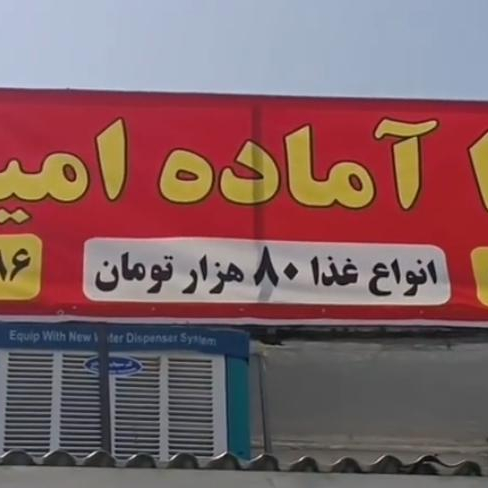 آماده امی
انواع غذا ۸۰ هزار تومان
۸۶
Equip With New Water Dispenser System